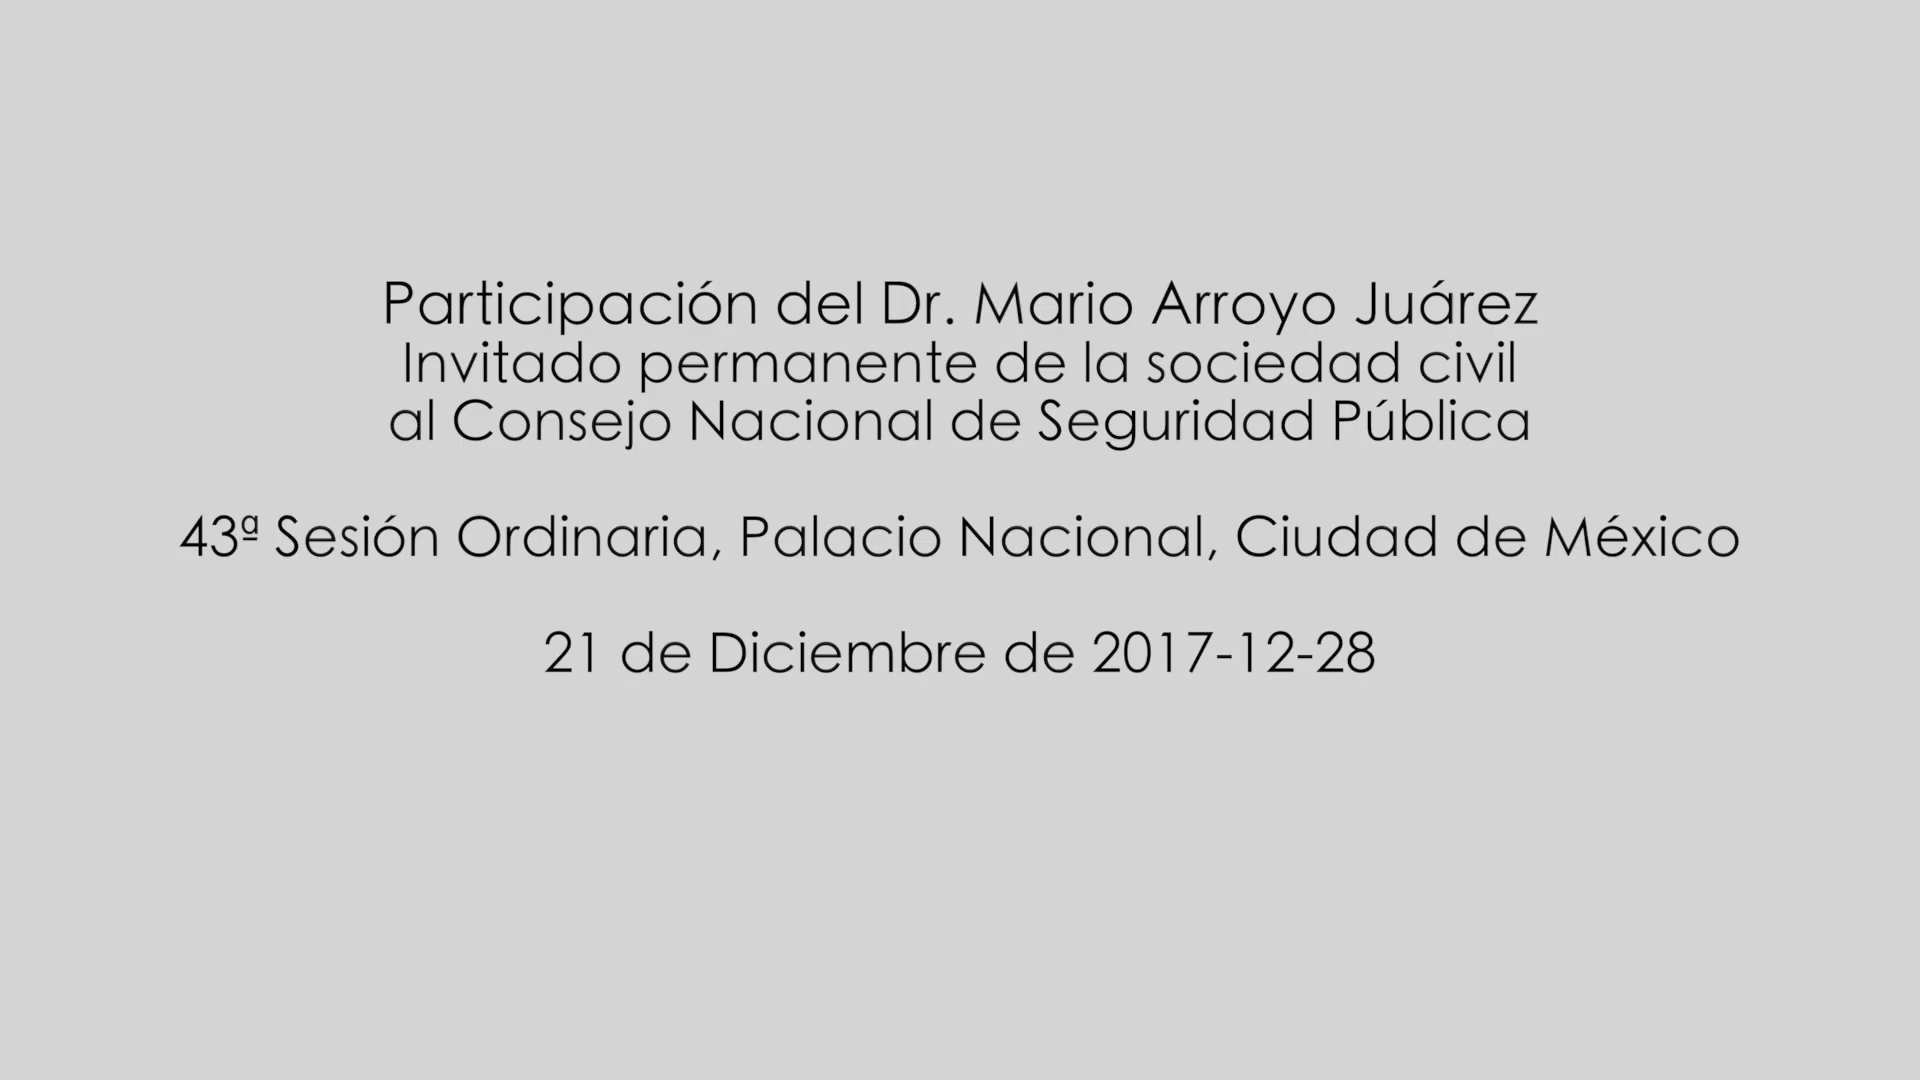 Participación del Dr. Mario Arroyo Juárez
Invitado permanente de la sociedad civil
al Consejo Nacional de Seguridad Pública
43ª Sesión Ordinaria, Palacio Nacional, Ciudad de México
21 de Diciembre de 2017-12-28